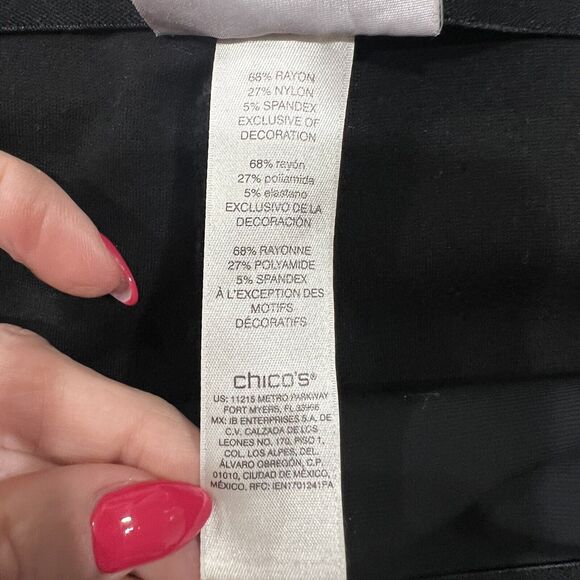 68% RAYON
27% NYLON
5% SPANDEX
EXCLUSIVE OF
DECORATION
68% rayón
27% poliamida
5% elastano
EXCLUSIVO DE LA
DECORACIÓN
68% RAYONNE
27% POLYAMIDE
5% SPANDEX
À L'EXCEPTION DES
MOTIFS
DÉCORATIFS
chico's®
US: 11215 METRO PARKWAY
FORT MYERS, FL 33966
MX: IB ENTERPRISES S.A. DE
C.V. CALZADA DE LOS
LEONES NO. 170, PISO 1,
COL. LOS ALPES, DEL.
ÁLVARO OBREGÓN, C.P.
01010, CIUDAD DE MÉXICO,
MÉXICO, RFC: IEN1701241PA